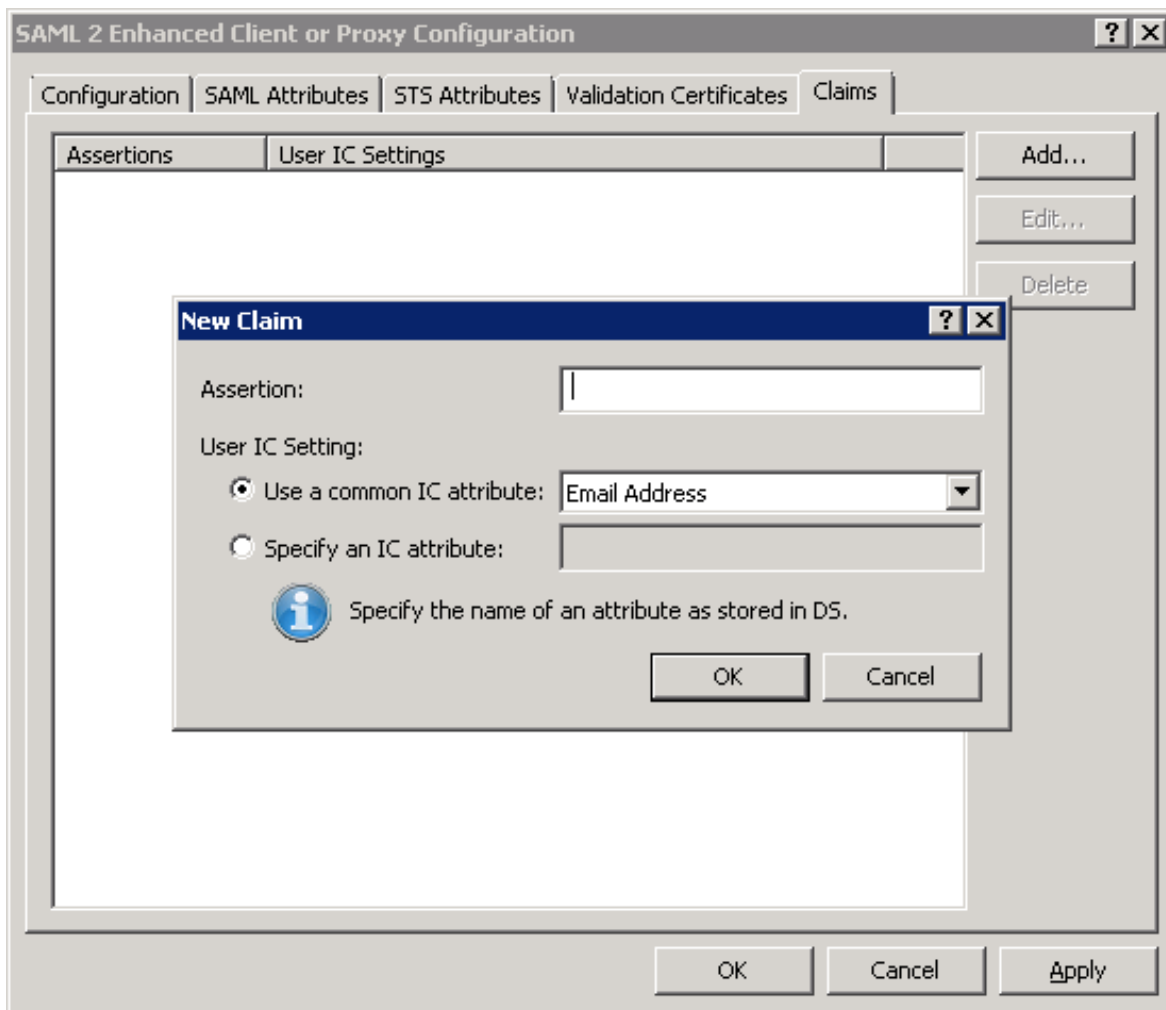 SAML 2 Enhanced Client or Proxy Configuration
Configuration SAML Attributes STS Attributes Validation Certificates Claims
Assertions User IC Settings
Add...
Edit...
Delete
New Claim
Assertion:
User IC Setting:
Use a common IC attribute: Email Address
Specify an IC attribute:
Specify the name of an attribute as stored in DS.
OK Cancel
OK Cancel Apply